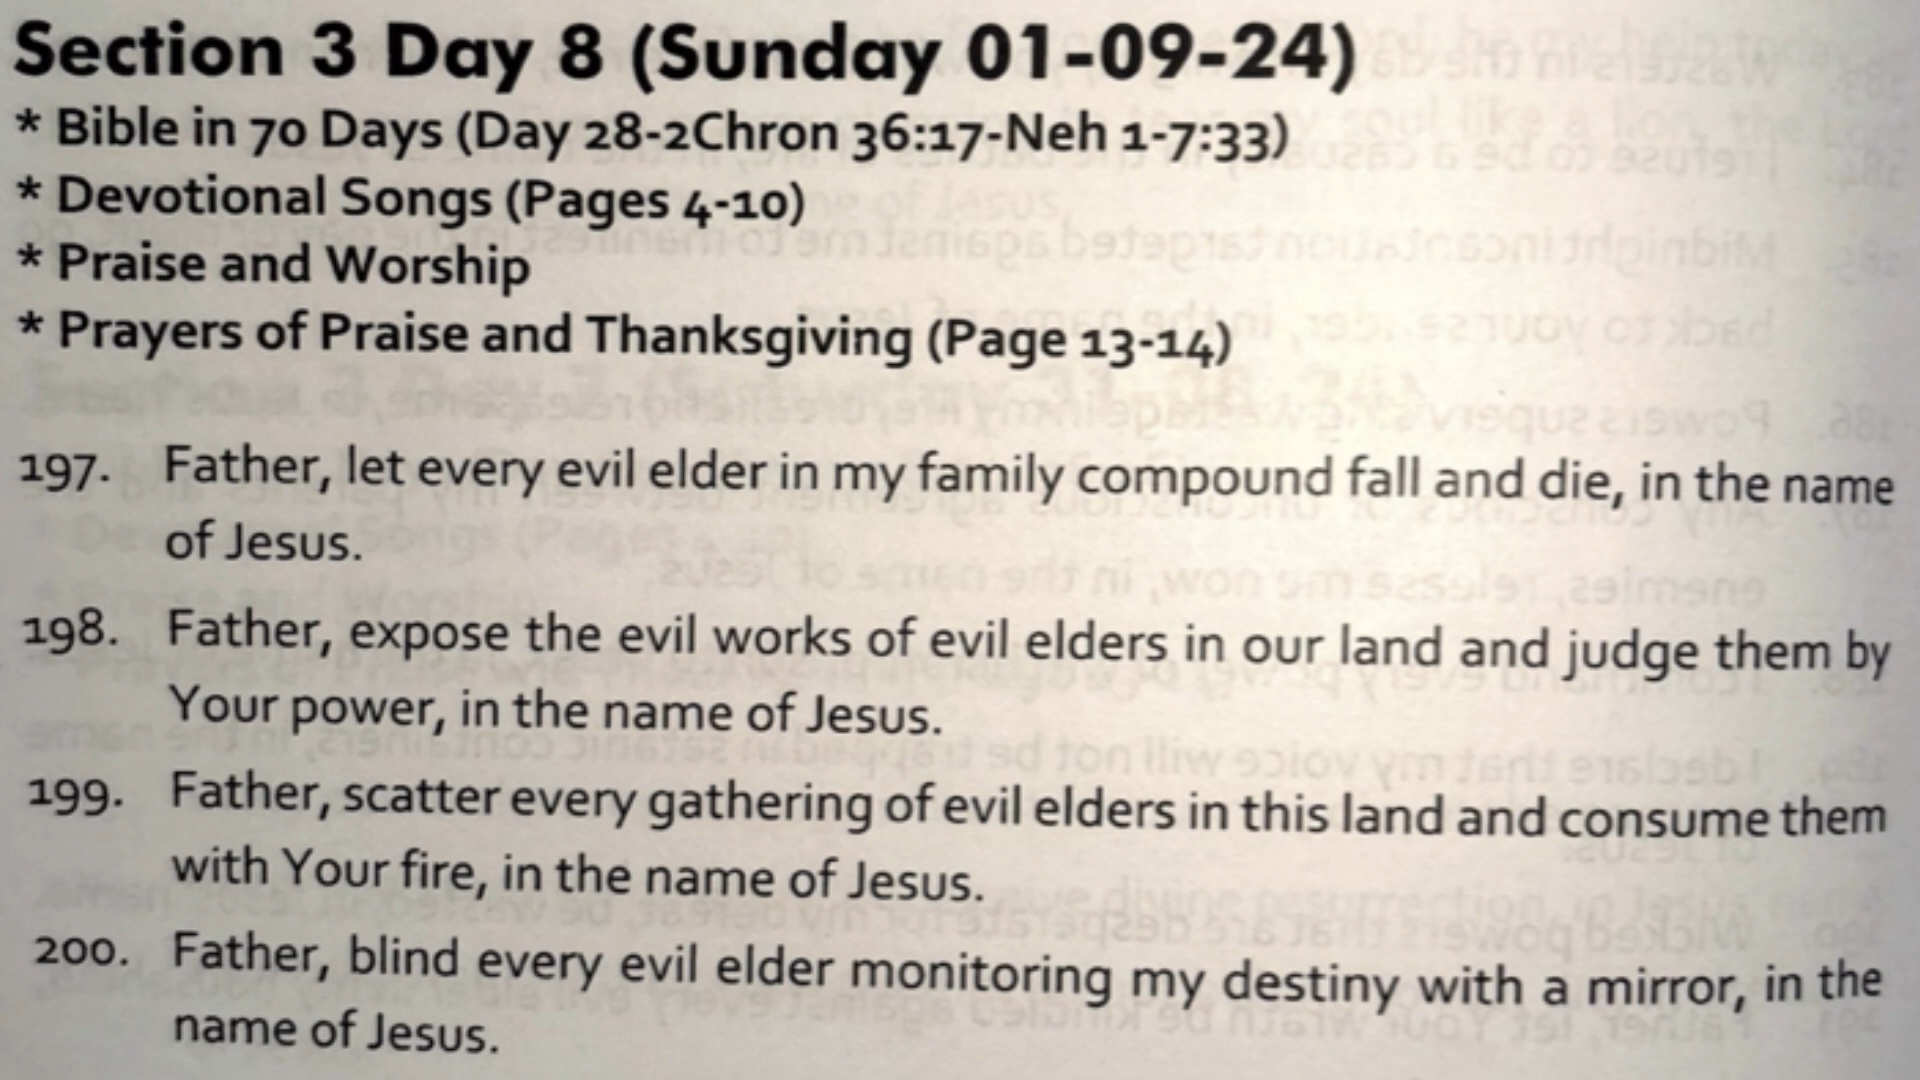 Section 3 Day 8 (Sunday 01-09-24)
* Bible in 70 Days (Day 28-2Chron 36:17-Neh 1-7:33)
* Devotional Songs (Pages 4-10)
* Praise and Worship
* Prayers of Praise and Thanksgiving (Page 13-14)
197. Father, let every evil elder in my family compound fall and die, in the name
of Jesus.
198. Father, expose the evil works of evil elders in our land and judge them by
Your power, in the name of Jesus.
199. Father, scatter every gathering of evil elders in this land and consume them
with Your fire, in the name of Jesus.
200. Father, blind every evil elder monitoring my destiny with a mirror, in the
name of Jesus.